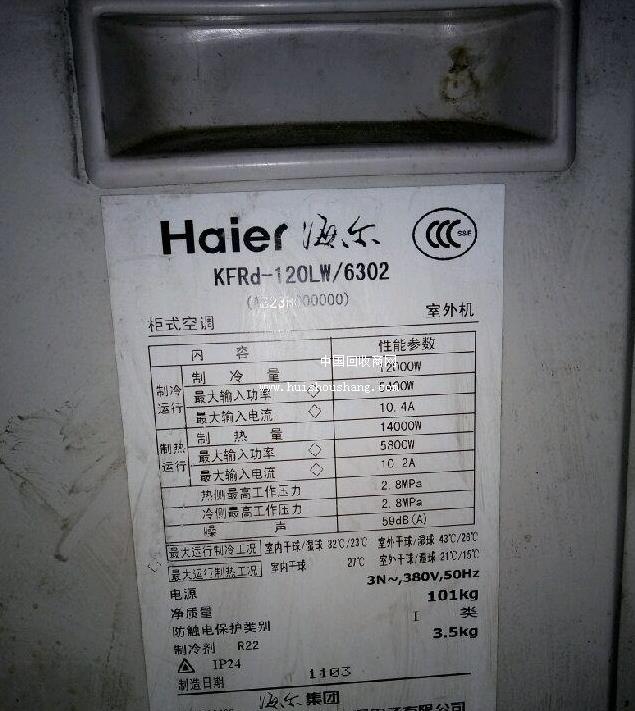 Haier 海尔
CCC S&E
KFRd-120LW/6302
柜式空调 室外机
内 容 性能参数
制冷运行 制 冷 量 12000W
最大输入功率
最大输入电流 10.4A
制热运行 制 热 量 14000W
最大输入功率 5800W
最大输入电流 10.2A
热侧最高工作压力 2.8MPa
冷侧最高工作压力 2.8MPa
噪 声 59dB(A)
最大运行制冷工况 室内干球/湿球 32℃/23℃ 室外干球/湿球 43℃/26℃
最大运行制热工况 室内干球 27℃ 室外干球/湿球 21℃/15℃
电源 3N~,380V,50Hz
净质量 101kg
防触电保护类别 I 类
制冷剂 R22 3.5kg
IP24
制造日期 1103
海尔集团
中国回收商网
www.huishoushang.com